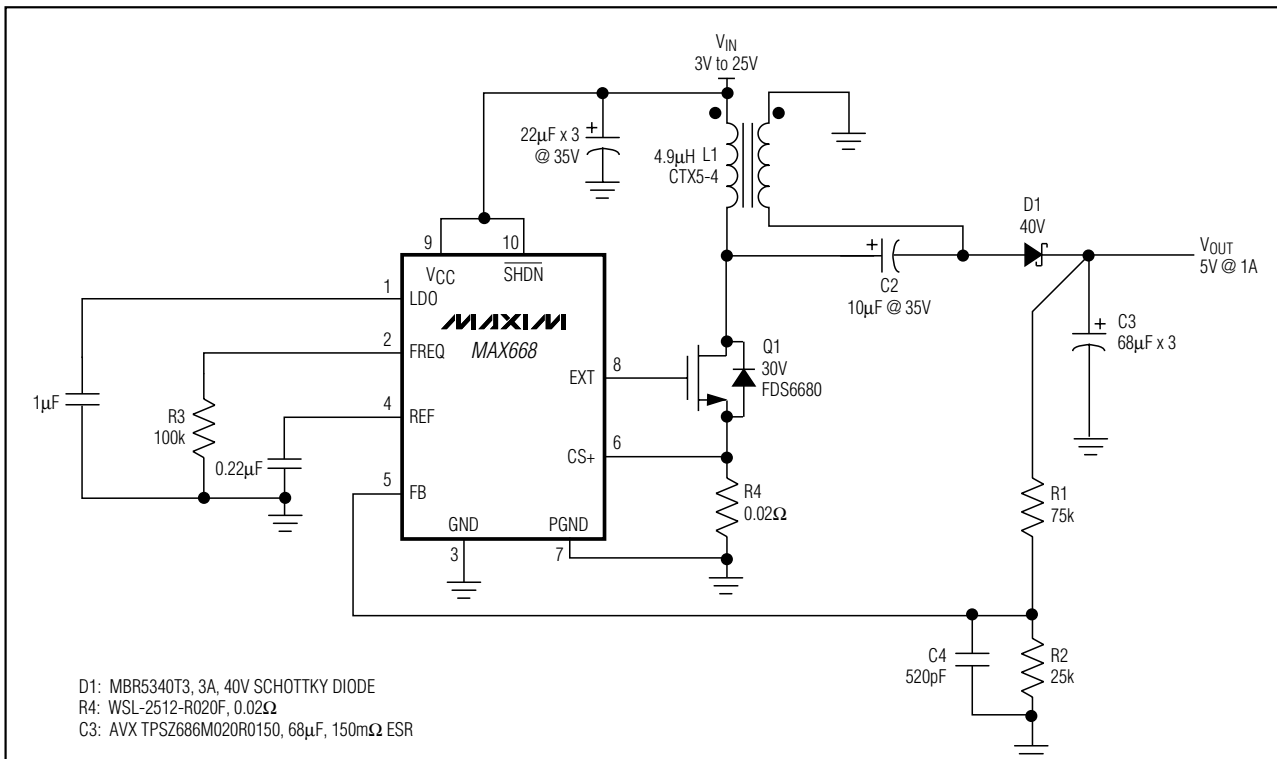 VIN
3V to 25V
22µF x 3
@ 35V
4.9µH L1
CTX5-4
D1
40V
VOUT
5V @ 1A
9
10
VCC
SHDN
C2
10µF @ 35V
1
LDO
MAXIM
MAX668
C3
68µF x 3
2
FREQ
Q1
30V
FDS6680
8
EXT
1µF
R3
100k
4
REF
0.22µF
6
CS+
5
FB
R4
0.02Ω
R1
75k
GND
PGND
3
7
C4
520pF
R2
25k
D1: MBR5340T3, 3A, 40V SCHOTTKY DIODE
R4: WSL-2512-R020F, 0.02Ω
C3: AVX TPSZ686M020R0150, 68µF, 150mΩ ESR